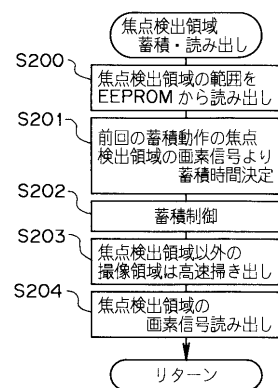 焦点検出領域
蓄積・読み出し
S200
焦点検出領域の範囲を
EEPROMから読み出し
S201
前回の蓄積動作の焦点
検出領域の画素信号より
蓄積時間決定
S202
蓄積制御
S203
焦点検出領域以外の
撮像領域は高速掃き出し
S204
焦点検出領域の
画素信号読み出し
リターン